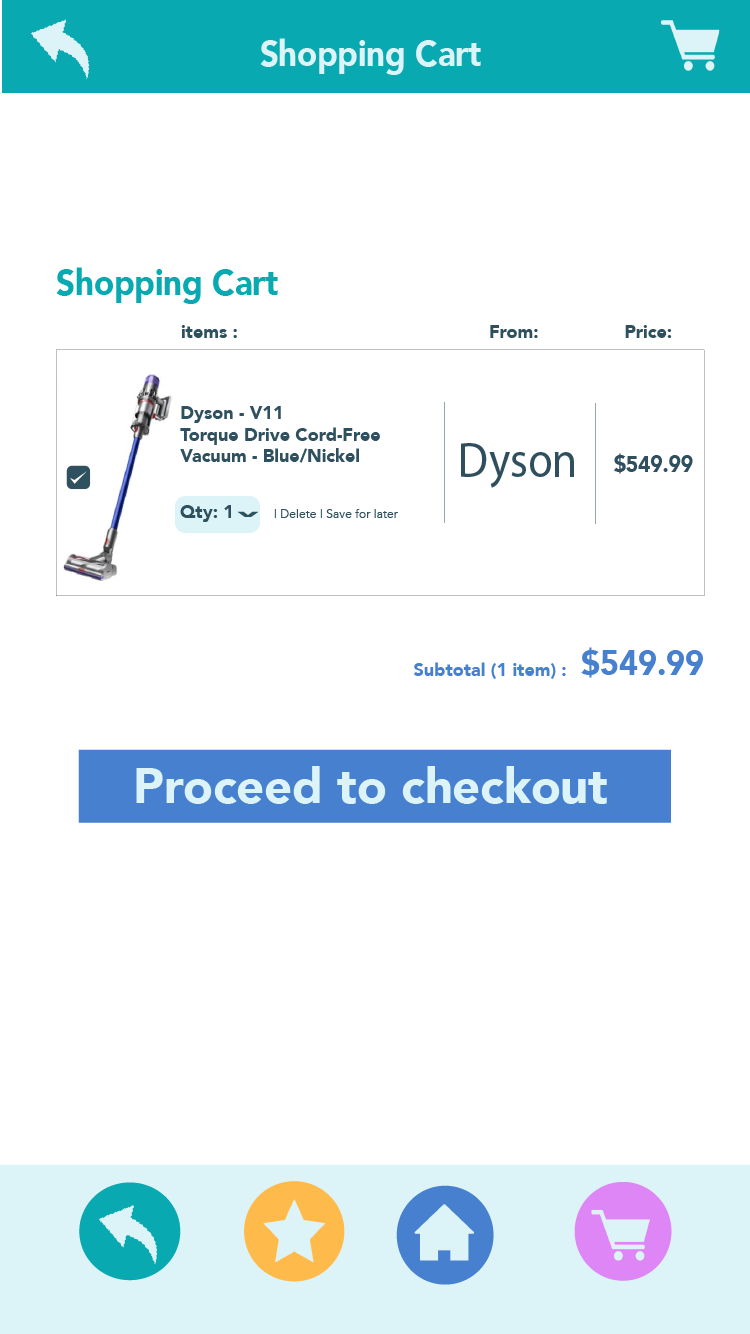 Shopping Cart
Shopping Cart
items :
From:
Price:
Dyson - V11
Torque Drive Cord-Free
Vacuum - Blue/Nickel
Qty: 1
| Delete | Save for later
Dyson
$549.99
Subtotal (1 item) : $549.99
Proceed to checkout